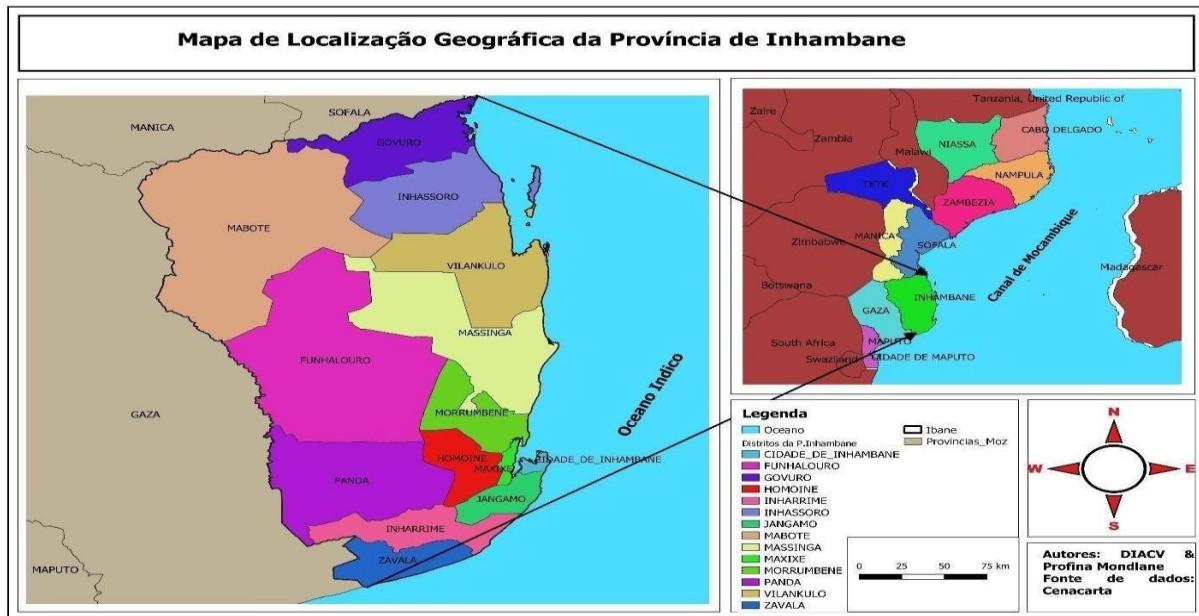 Mapa de Localização Geográfica da Província de Inhambane
SOFALA
MANICA
GOVURO
INHASSORO
MABOTE
VILANKULO
MASSINGA
FUNHALOURO
Oceano Indico
GAZA
MORRUMBENE
HOMOINE
MAXIXE
CIDADE_DE_INHAMBANE
PANDA
JANGAMO
INHARRIME
ZAVALA
MAPUTO
Tanzania, United Republic of
Zaire
CABO DELGADO
Zambia
NIASSA
Malawi
NAMPULA
TETE
ZAMBEZIA
MANICA
Zimbabwe
SOFALA
Canal de Mocambique
Madagascar
Botswana
INHAMBANE
GAZA
South Africa
MAPUTO
Swaziland
CIDADE DE MAPUTO
Legenda
Oceano
Ibane
Distritos da P.Inhambane
Provincias_Moz
CIDADE_DE_INHAMBANE
FUNHALOURO
GOVURO
HOMOINE
INHARRIME
INHASSORO
JANGAMO
MABOTE
MASSINGA
MAXIXE
MORRUMBENE
PANDA
VILANKULO
ZAVALA
0 25 50 75 km
N
W
E
S
Autores: DIACV &
Profina Mondlane
Fonte de dados:
Cenacarta